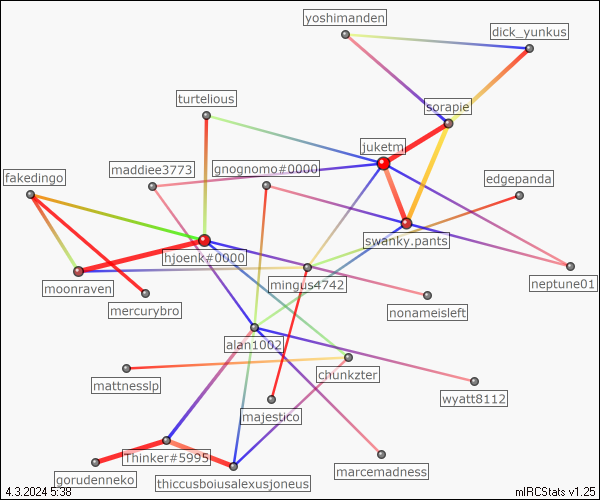 yoshimanden
dick_yunkus
turtelious
sorapie
juketm
maddiee3773
gnognomo#0000
fakedingo
edgepanda
swanky.pants
hjoenk#0000
moonraven
mingus4742
neptune01
mercurybro
nonameisleft
alan1002
chunkzter
mattnesslp
wyatt8112
majestico
Thinker#5995
marcemadness
gorudenneko
thiccusboiusalexusjoneus
4.3.2024 5:38
mIRCStats v1.25